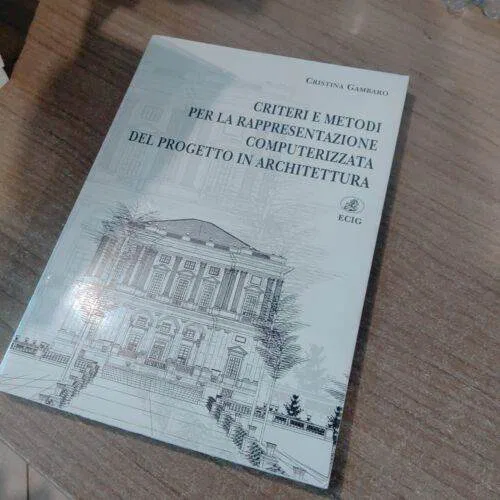 CRISTINA GAMBARO
CRITERI E METODI
PER LA RAPPRESENTAZIONE
COMPUTERIZZATA
DEL PROGETTO IN ARCHITETTURA
ECIG